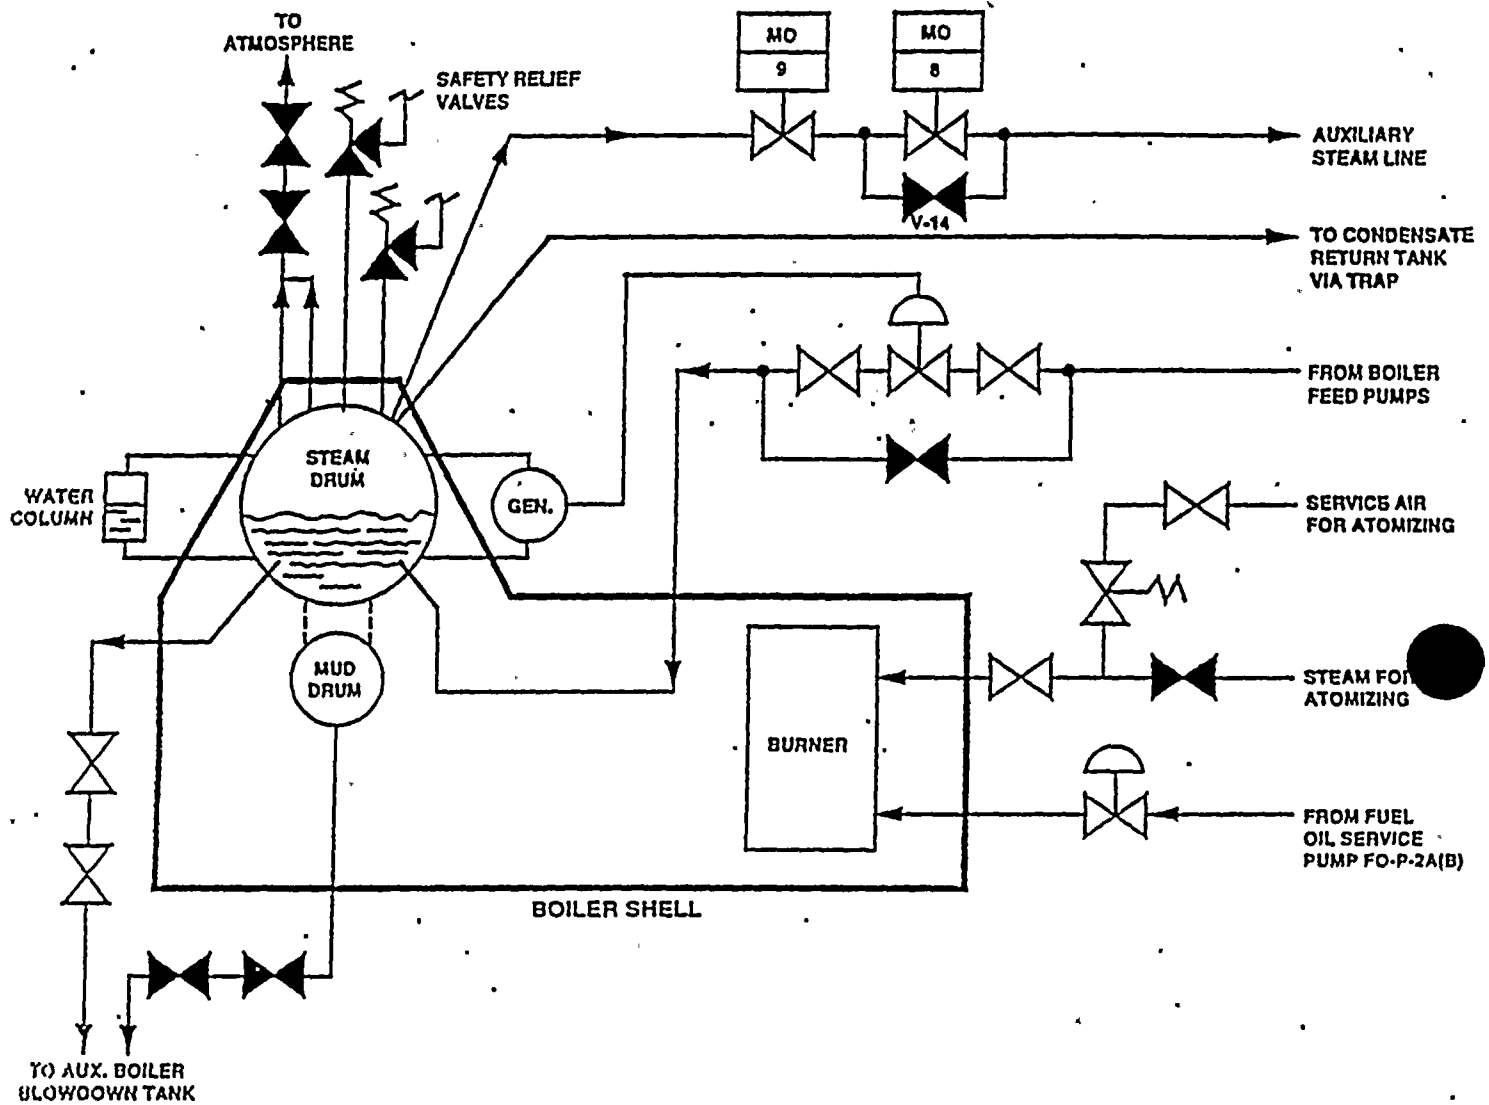 TO
ATMOSPHERE
SAFETY RELIEF
VALVES
MO
9
MO
8
AUXILIARY
STEAM LINE
V-14
TO CONDENSATE
RETURN TANK
VIA TRAP
FROM BOILER
FEED PUMPS
STEAM
DRUM
WATER
COLUMN
GEN.
SERVICE AIR
FOR ATOMIZING
MUD
DRUM
STEAM FOR
ATOMIZING
BURNER
FROM FUEL
OIL SERVICE
PUMP FO-P-2A(B)
BOILER SHELL
TO AUX. BOILER
BLOWDOWN TANK